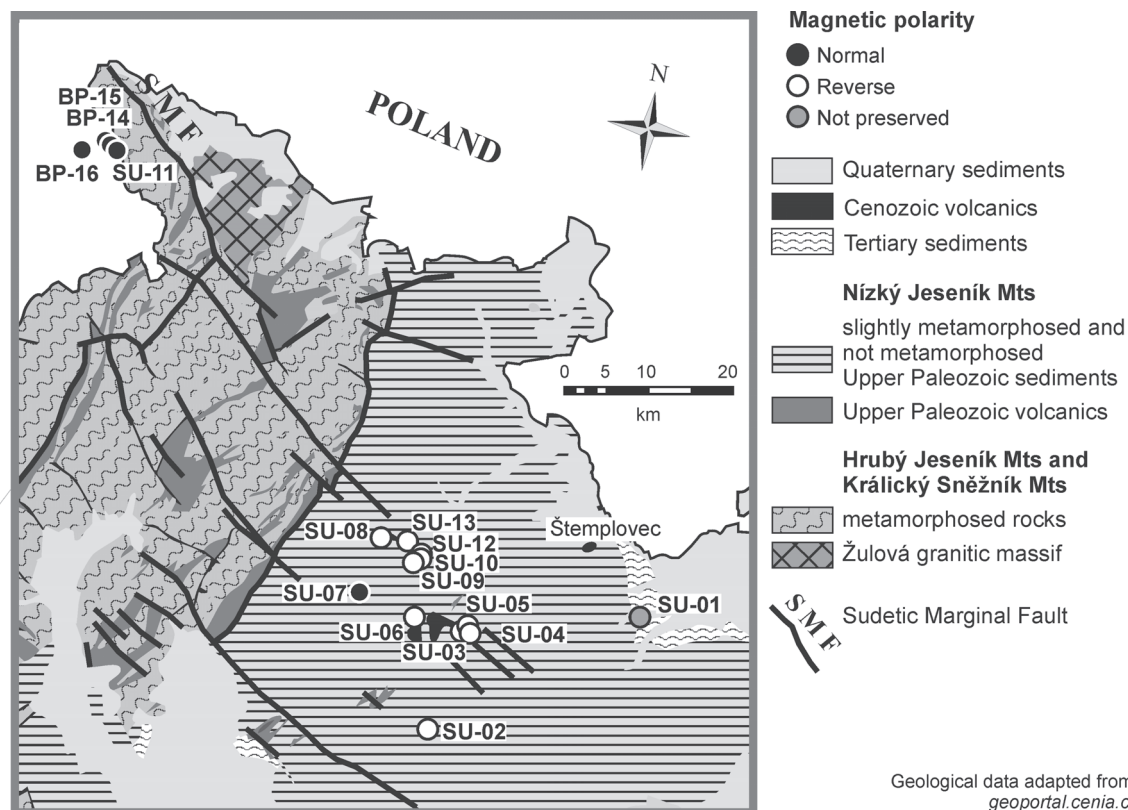 Magnetic polarity
Normal
Reverse
Not preserved
Quaternary sediments
Cenozoic volcanics
Tertiary sediments
Nízký Jeseník Mts
slightly metamorphosed and
not metamorphosed
Upper Paleozoic sediments
Upper Paleozoic volcanics
Hrubý Jeseník Mts and
Králický Sněžník Mts
metamorphosed rocks
Žulová granitic massif
SMF
Sudetic Marginal Fault
Geological data adapted from
geoportal.cenia.c
SMF
POLAND
N
BP-15
BP-14
BP-16
SU-11
0 5 10 20
km
SU-13
SU-08
SU-12
SU-10
SU-09
Štemplovec
SU-07
SU-05
SU-01
SU-06
SU-04
SU-03
SU-02